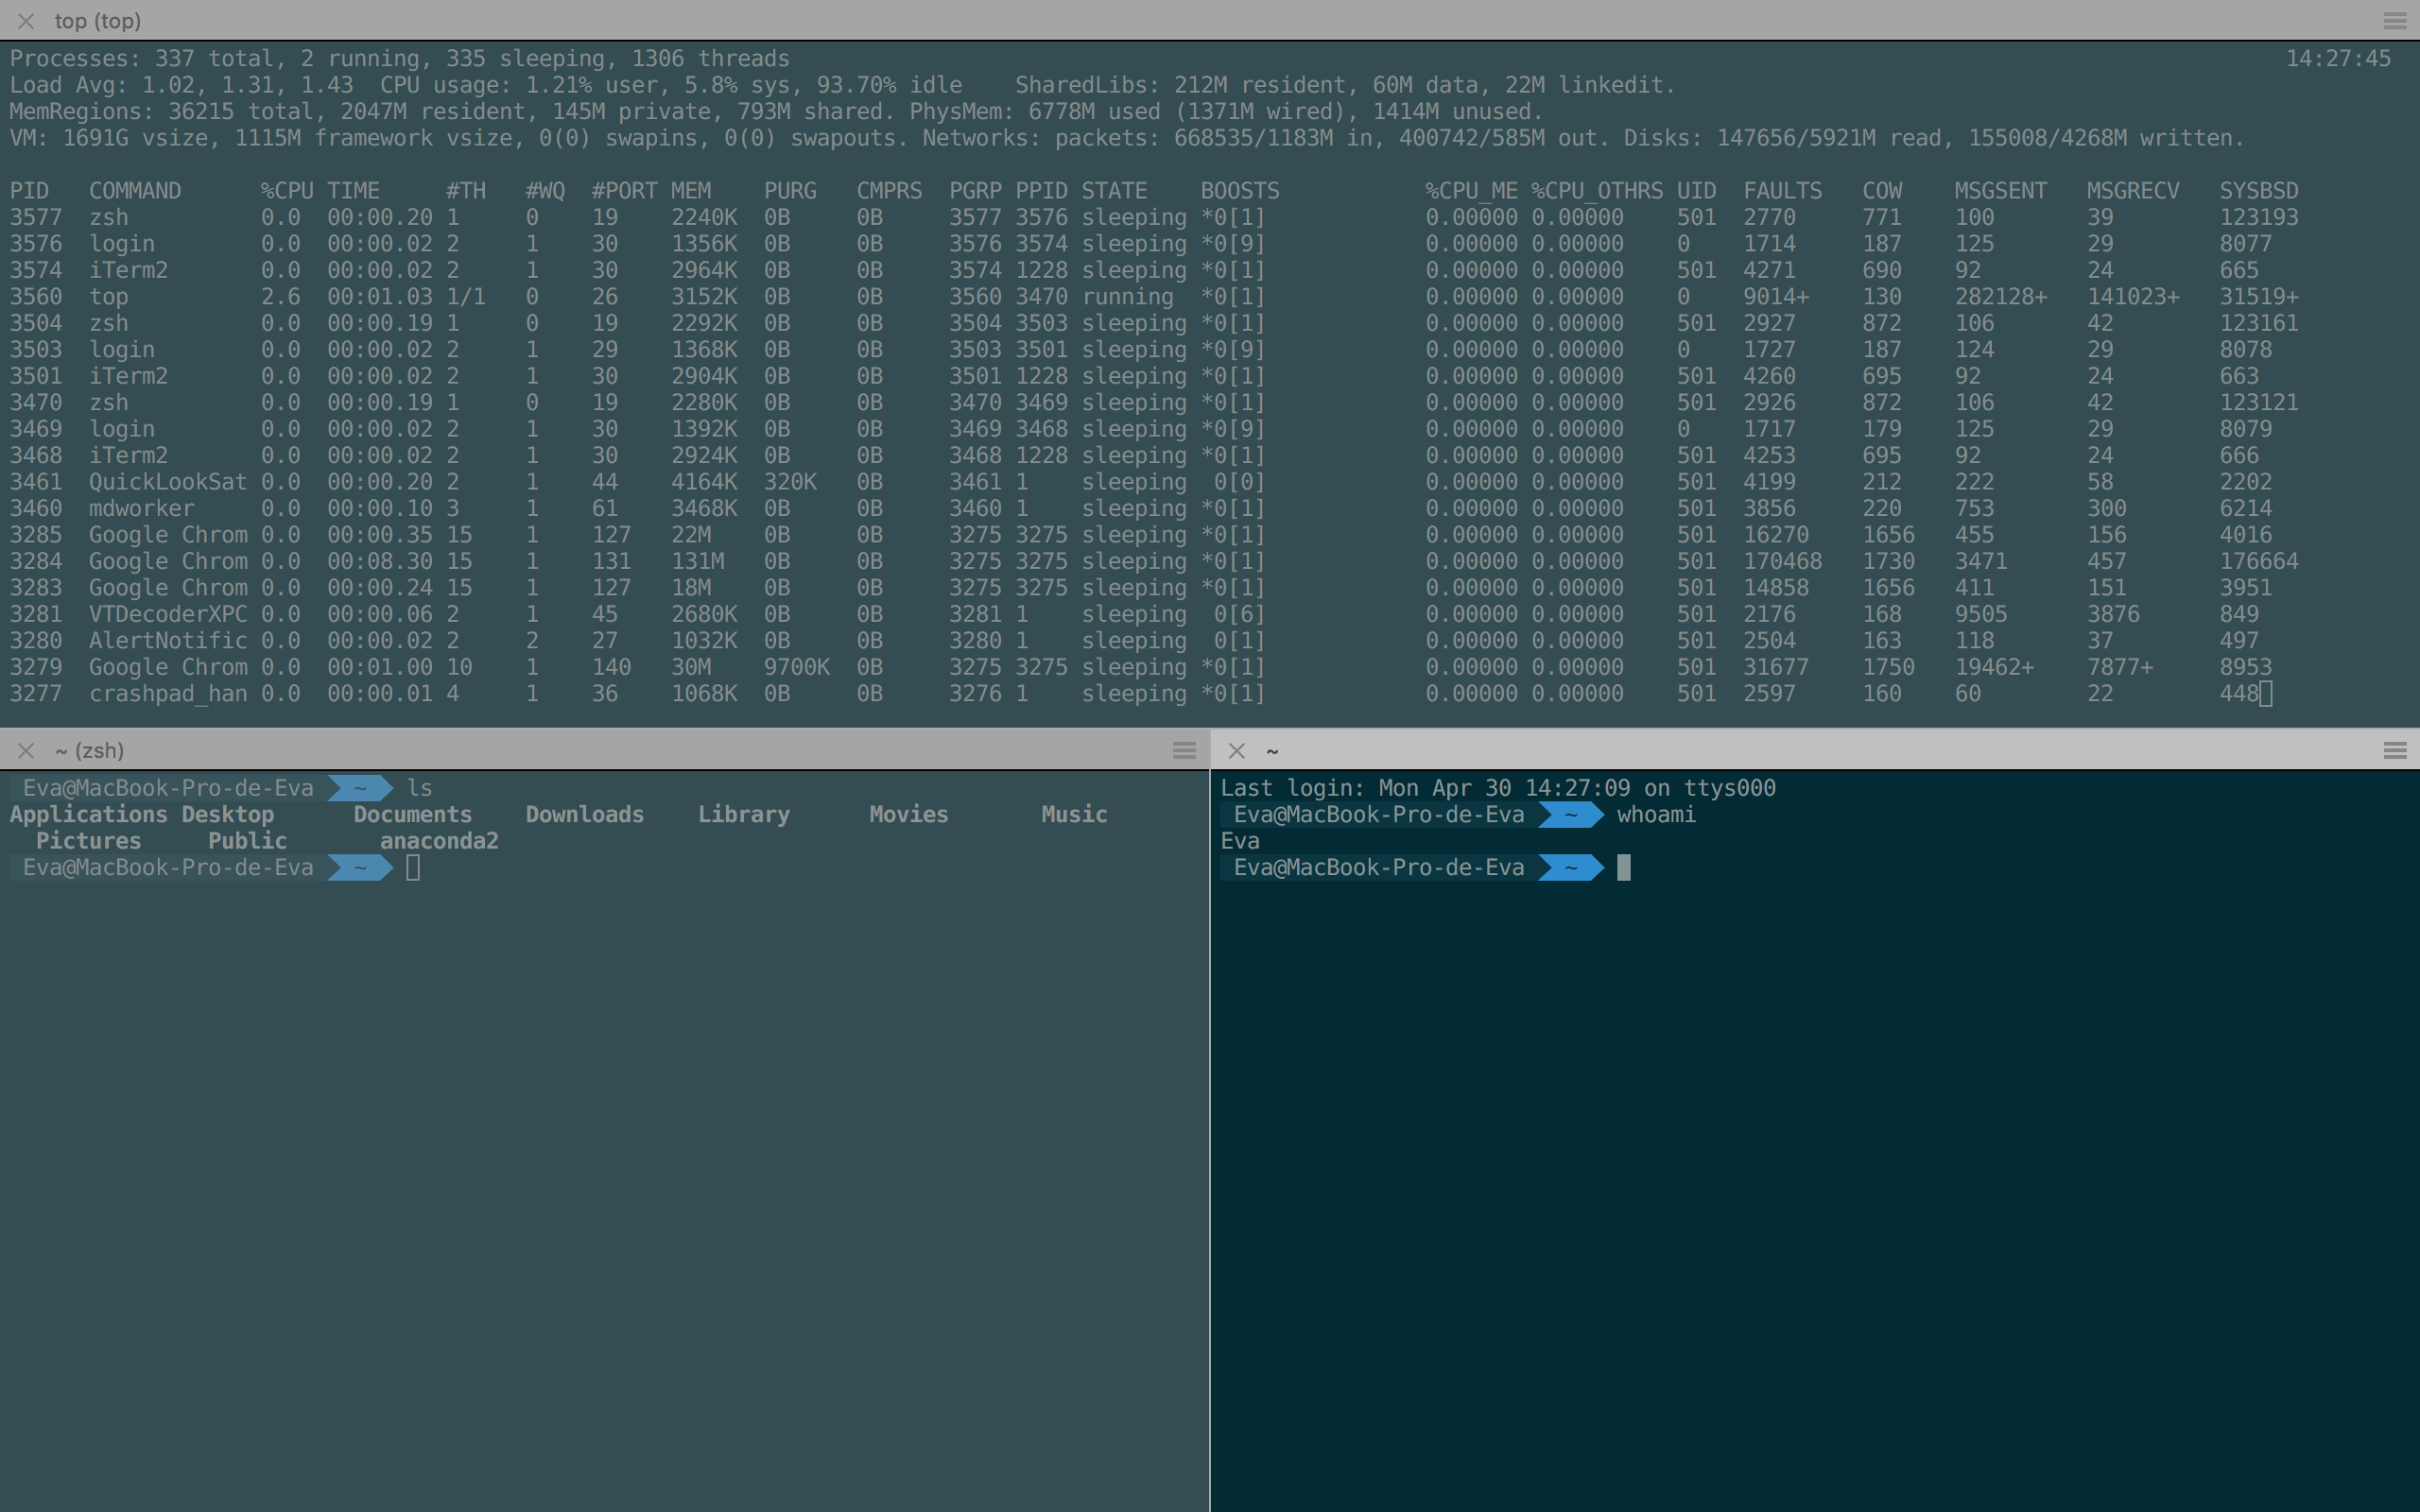 top (top)
Processes: 337 total, 2 running, 335 sleeping, 1306 threads 14:27:45
Load Avg: 1.02, 1.31, 1.43  CPU usage: 1.21% user, 5.8% sys, 93.70% idle    SharedLibs: 212M resident, 60M data, 22M linkedit.
MemRegions: 36215 total, 2047M resident, 145M private, 793M shared. PhysMem: 6778M used (1371M wired), 1414M unused.
VM: 1691G vsize, 1115M framework vsize, 0(0) swapins, 0(0) swapouts. Networks: packets: 668535/1183M in, 400742/585M out. Disks: 147656/5921M read, 155008/4268M written.
PID COMMAND %CPU TIME #TH #WQ #PORT MEM PURG CMPRS PGRP PPID STATE BOOSTS %CPU_ME %CPU_OTHRS UID FAULTS COW MSGSENT MSGRECV SYSBSD
3577 zsh 0.0 00:00.20 1 0 19 2240K 0B 0B 3577 3576 sleeping *0[1] 0.00000 0.00000 501 2770 771 100 39 123193
3576 login 0.0 00:00.02 2 1 30 1356K 0B 0B 3576 3574 sleeping *0[9] 0.00000 0.00000 0 1714 187 125 29 8077
3574 iTerm2 0.0 00:00.02 2 1 30 2964K 0B 0B 3574 1228 sleeping *0[1] 0.00000 0.00000 501 4271 690 92 24 665
3560 top 2.6 00:01.03 1/1 0 26 3152K 0B 0B 3560 3470 running *0[1] 0.00000 0.00000 0 9014+ 130 282128+ 141023+ 31519+
3504 zsh 0.0 00:00.19 1 0 19 2292K 0B 0B 3504 3503 sleeping *0[1] 0.00000 0.00000 501 2927 872 106 42 123161
3503 login 0.0 00:00.02 2 1 29 1368K 0B 0B 3503 3501 sleeping *0[9] 0.00000 0.00000 0 1727 187 124 29 8078
3501 iTerm2 0.0 00:00.02 2 1 30 2904K 0B 0B 3501 1228 sleeping *0[1] 0.00000 0.00000 501 4260 695 92 24 663
3470 zsh 0.0 00:00.19 1 0 19 2280K 0B 0B 3470 3469 sleeping *0[1] 0.00000 0.00000 501 2926 872 106 42 123121
3469 login 0.0 00:00.02 2 1 30 1392K 0B 0B 3469 3468 sleeping *0[9] 0.00000 0.00000 0 1717 179 125 29 8079
3468 iTerm2 0.0 00:00.02 2 1 30 2924K 0B 0B 3468 1228 sleeping *0[1] 0.00000 0.00000 501 4253 695 92 24 666
3461 QuickLookSat 0.0 00:00.20 2 1 44 4164K 320K 0B 3461 1 sleeping 0[0] 0.00000 0.00000 501 4199 212 222 58 2202
3460 mdworker 0.0 00:00.10 3 1 61 3468K 0B 0B 3460 1 sleeping *0[1] 0.00000 0.00000 501 3856 220 753 300 6214
3285 Google Chrom 0.0 00:00.35 15 1 127 22M 0B 0B 3275 3275 sleeping *0[1] 0.00000 0.00000 501 16270 1656 455 156 4016
3284 Google Chrom 0.0 00:08.30 15 1 131 131M 0B 0B 3275 3275 sleeping *0[1] 0.00000 0.00000 501 170468 1730 3471 457 176664
3283 Google Chrom 0.0 00:00.24 15 1 127 18M 0B 0B 3275 3275 sleeping *0[1] 0.00000 0.00000 501 14858 1656 411 151 3951
3281 VTDecoderXPC 0.0 00:00.06 2 1 45 2680K 0B 0B 3281 1 sleeping 0[6] 0.00000 0.00000 501 2176 168 9505 3876 849
3280 AlertNotific 0.0 00:00.02 2 2 27 1032K 0B 0B 3280 1 sleeping 0[1] 0.00000 0.00000 501 2504 163 118 37 497
3279 Google Chrom 0.0 00:01.00 10 1 140 30M 9700K 0B 3275 3275 sleeping *0[1] 0.00000 0.00000 501 31677 1750 19462+ 7877+ 8953
3277 crashpad_han 0.0 00:00.01 4 1 36 1068K 0B 0B 3276 1 sleeping *0[1] 0.00000 0.00000 501 2597 160 60 22 448
~ (zsh)
Eva@MacBook-Pro-de-Eva ~ ls
Applications Desktop Documents Downloads Library Movies Music
Pictures Public anaconda2
Eva@MacBook-Pro-de-Eva ~
~
Last login: Mon Apr 30 14:27:09 on ttys000
Eva@MacBook-Pro-de-Eva ~ whoami
Eva
Eva@MacBook-Pro-de-Eva ~